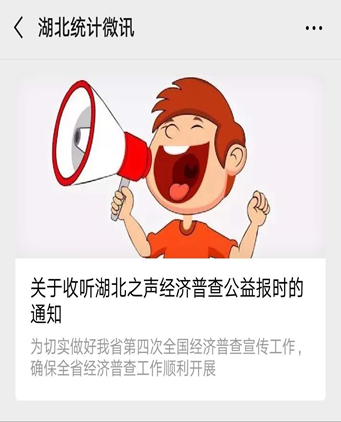 湖北统计微讯
关于收听湖北之声经济普查公益报时的
通知
为切实做好我省第四次全国经济普查宣传工作，
确保全省经济普查工作顺利开展